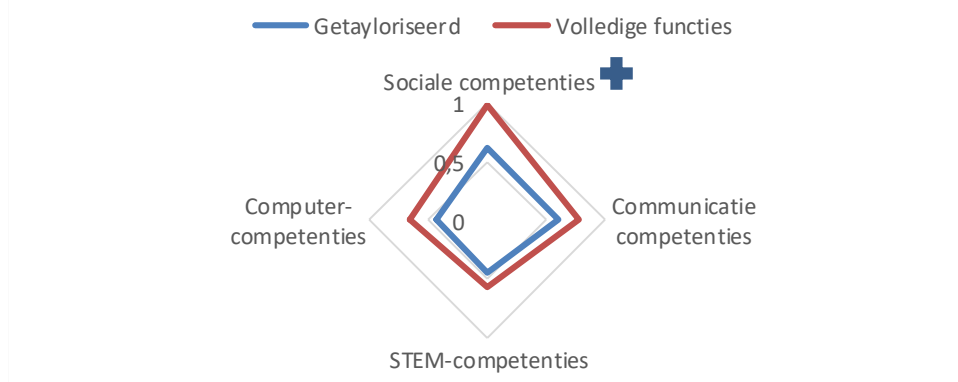 Getayloriseerd Volledige functies
Sociale competenties
1
0,5
0
Computer-
competenties
Communicatie
competenties
STEM-competenties